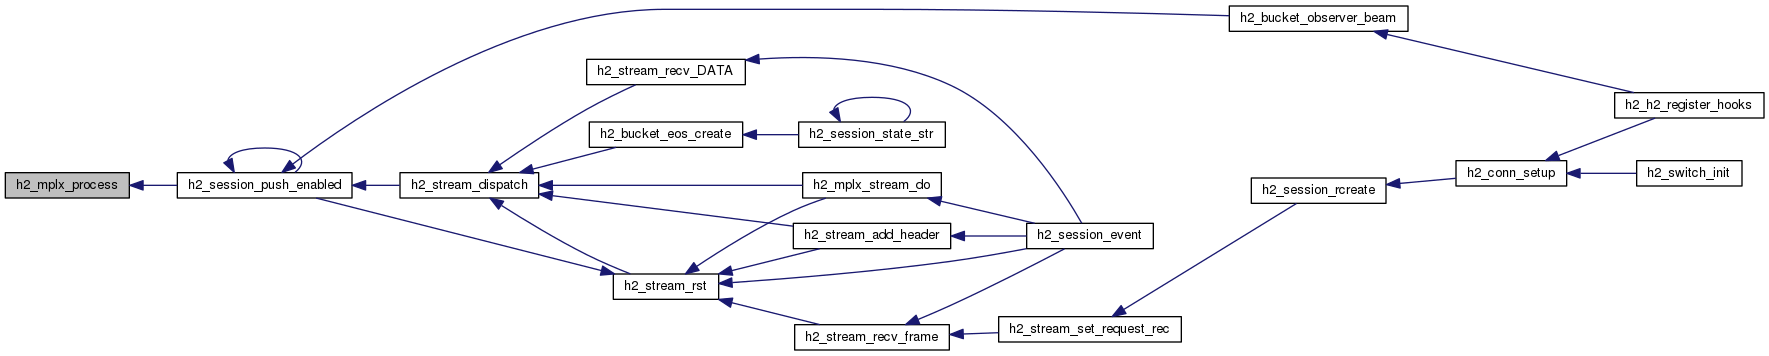 h2_bucket_observer_beam
h2_stream_recv_DATA
h2_h2_register_hooks
h2_bucket_eos_create
h2_session_state_str
h2_mplx_process
h2_session_push_enabled
h2_stream_dispatch
h2_mplx_stream_do
h2_session_rcreate
h2_conn_setup
h2_switch_init
h2_stream_add_header
h2_session_event
h2_stream_rst
h2_stream_recv_frame
h2_stream_set_request_rec